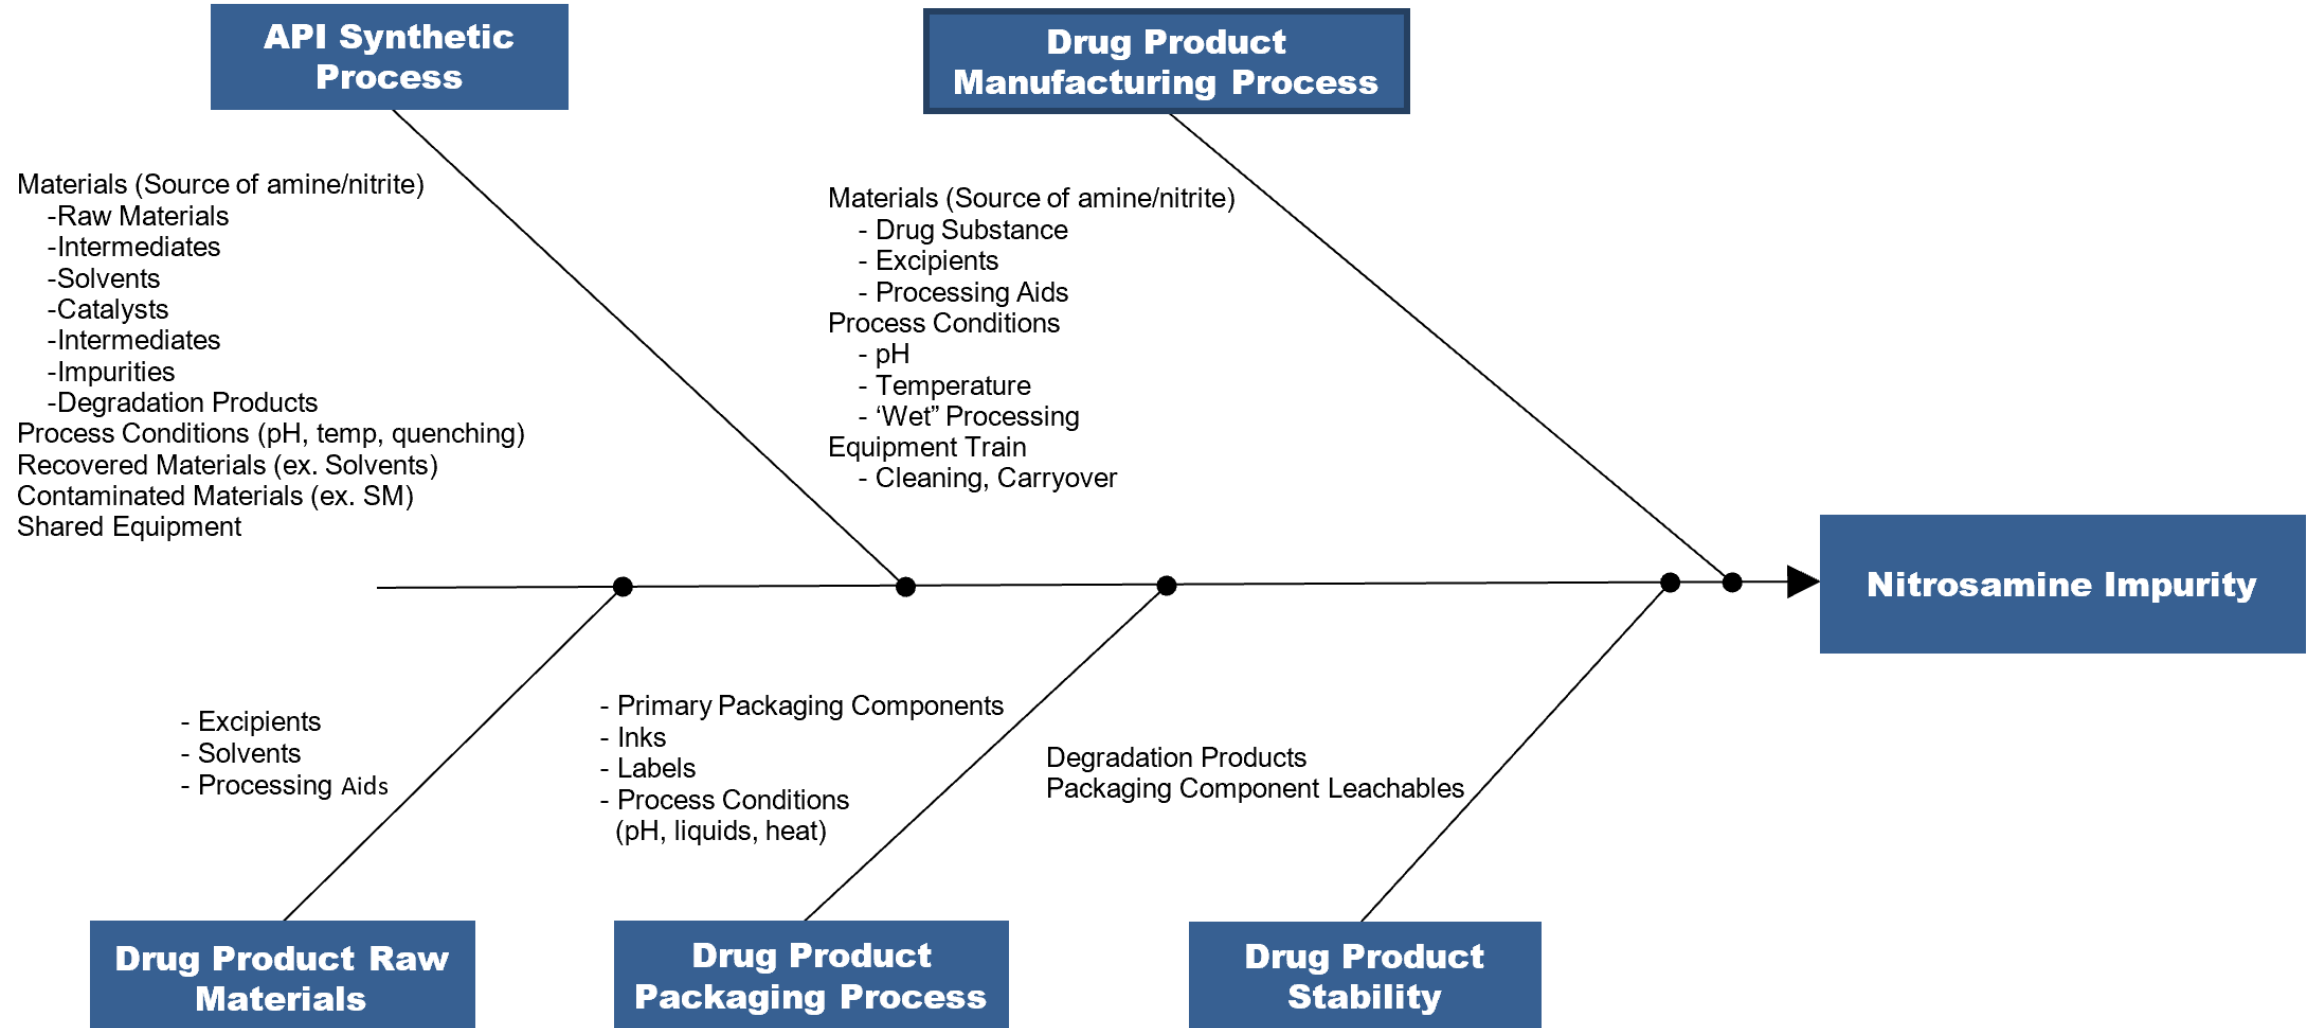 API Synthetic
Process
Drug Product
Manufacturing Process
Materials (Source of amine/nitrite)
-Raw Materials
-Intermediates
-Solvents
-Catalysts
-Intermediates
-Impurities
-Degradation Products
Process Conditions (pH, temp, quenching)
Recovered Materials (ex. Solvents)
Contaminated Materials (ex. SM)
Shared Equipment
Materials (Source of amine/nitrite)
- Drug Substance
- Excipients
- Processing Aids
Process Conditions
- pH
- Temperature
- ‘Wet” Processing
Equipment Train
- Cleaning, Carryover
Nitrosamine Impurity
- Excipients
- Solvents
- Processing Aids
- Primary Packaging Components
- Inks
- Labels
- Process Conditions
(pH, liquids, heat)
Degradation Products
Packaging Component Leachables
Drug Product Raw
Materials
Drug Product
Packaging Process
Drug Product
Stability